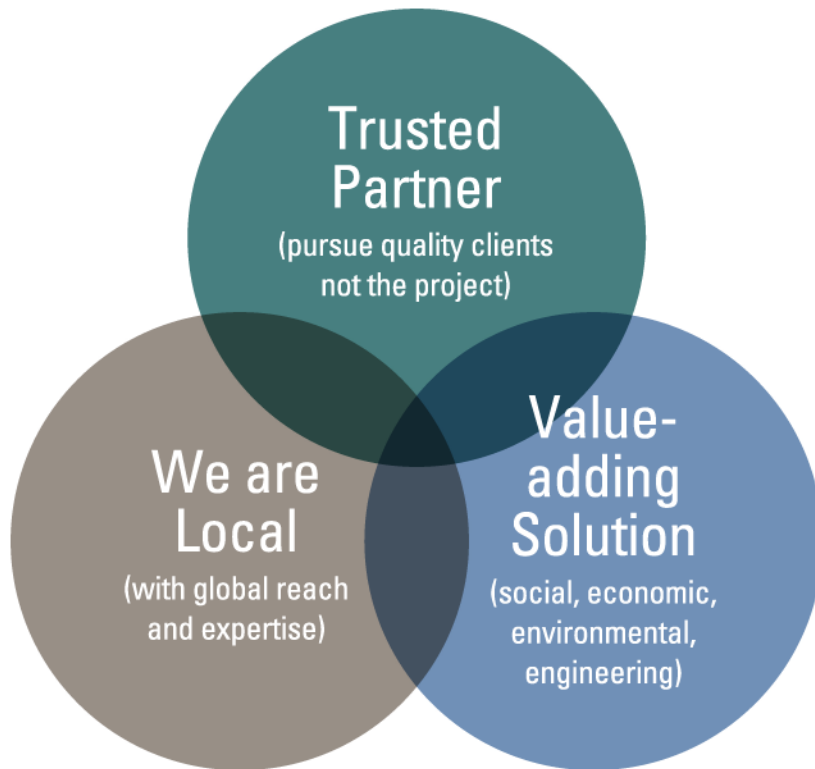 Trusted
Partner
(pursue quality clients
not the project)
We are
Local
(with global reach
and expertise)
Value-
adding
Solution
(social, economic,
environmental,
engineering)